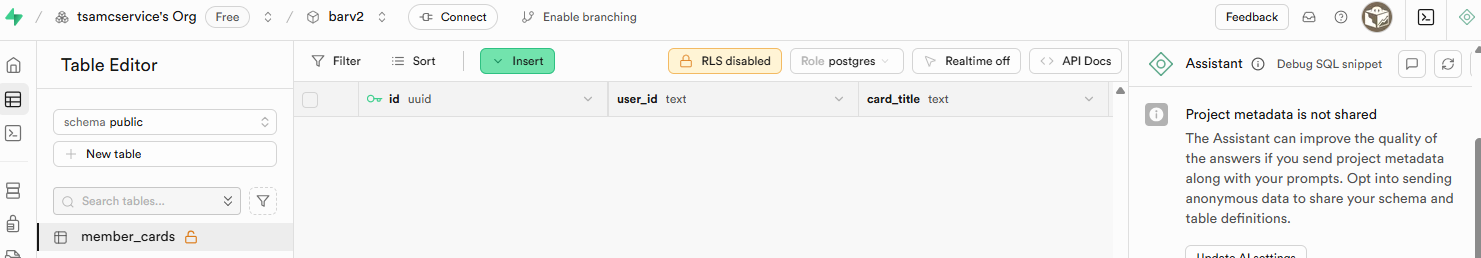 / tsamcservice's Org Free / barv2 Connect Enable branching Feedback
Table Editor
Filter Sort Insert RLS disabled Role postgres Realtime off API Docs
Assistant Debug SQL snippet
id uuid user_id text card_title text
schema public
New table
Search tables...
member_cards
Project metadata is not shared
The Assistant can improve the quality of
the answers if you send project metadata
along with your prompts. Opt into sending
anonymous data to share your schema and
table definitions.
Update AI settings